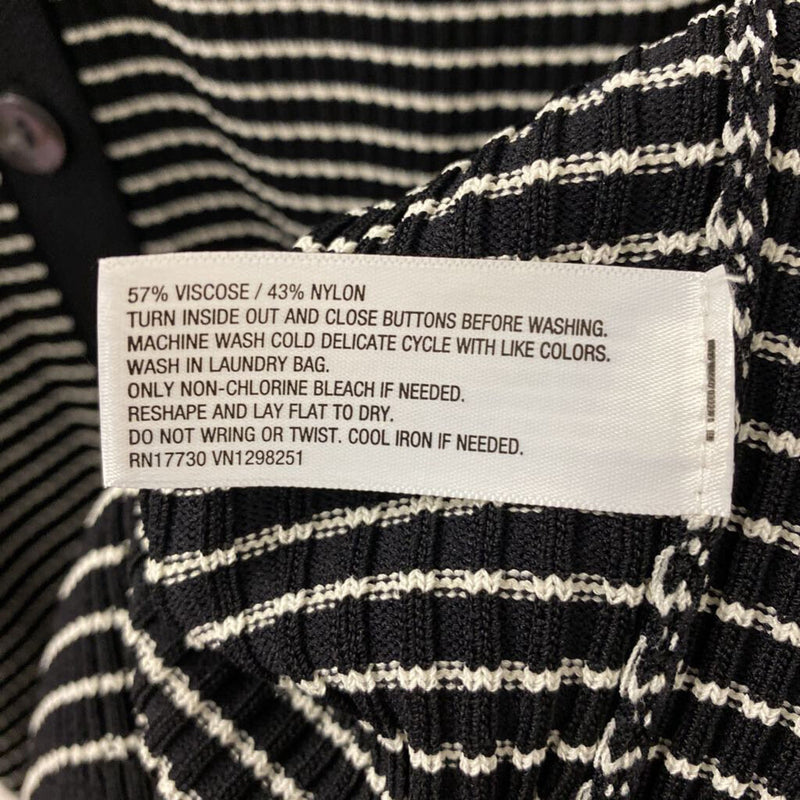 57% VISCOSE / 43% NYLON
TURN INSIDE OUT AND CLOSE BUTTONS BEFORE WASHING.
MACHINE WASH COLD DELICATE CYCLE WITH LIKE COLORS.
WASH IN LAUNDRY BAG.
ONLY NON-CHLORINE BLEACH IF NEEDED.
RESHAPE AND LAY FLAT TO DRY.
DO NOT WRING OR TWIST. COOL IRON IF NEEDED.
RN17730 VN1298251